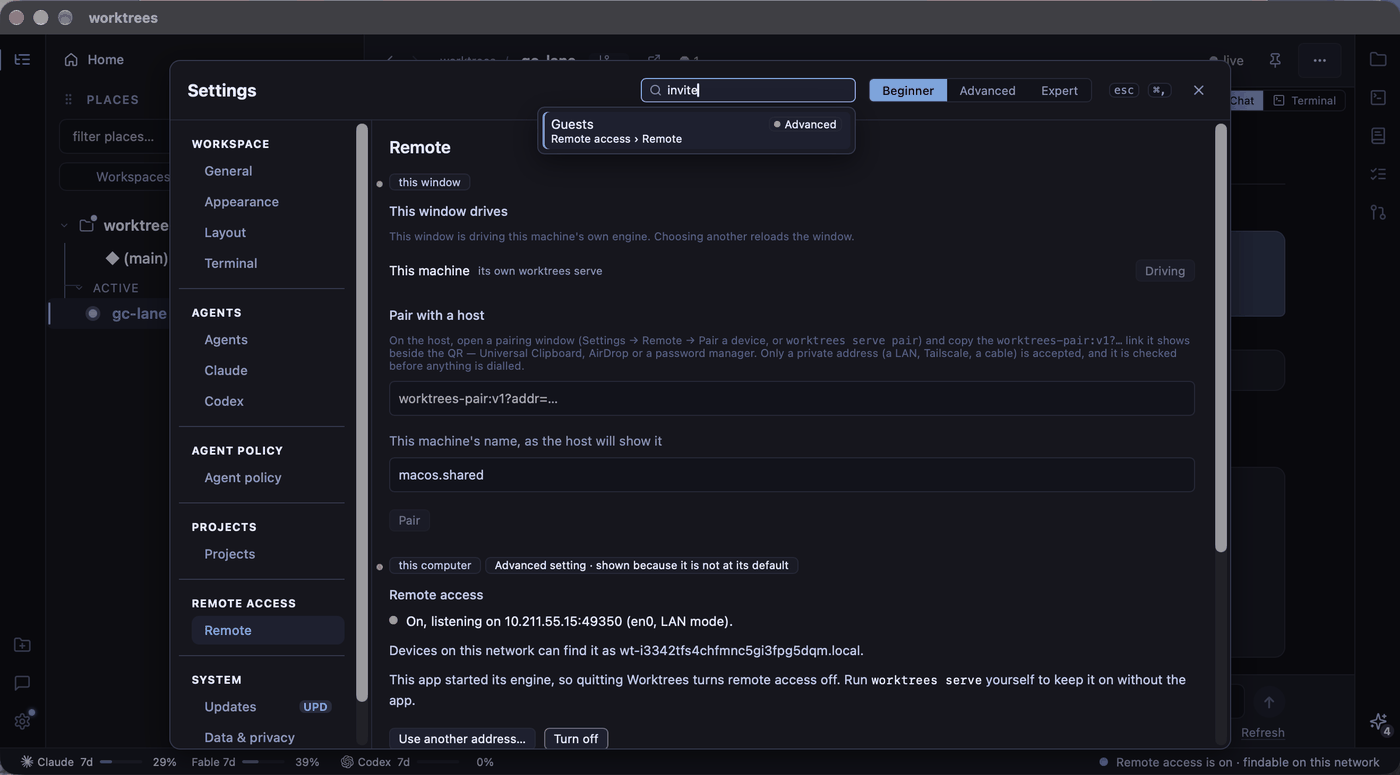 worktrees
Home
worktrees / gc-lane 1
live
PLACES
filter places...
Workspaces
worktree
(main)
ACTIVE
gc-lane
Chat
Terminal
Settings
invite
Beginner
Advanced
Expert
esc
⌘,
Guests
Advanced
Remote access › Remote
WORKSPACE
General
Appearance
Layout
Terminal
AGENTS
Agents
Claude
Codex
AGENT POLICY
Agent policy
PROJECTS
Projects
REMOTE ACCESS
Remote
SYSTEM
Updates UPD
Data & privacy
Remote
this window
This window drives
This window is driving this machine's own engine. Choosing another reloads the window.
This machine its own worktrees serve
Driving
Pair with a host
On the host, open a pairing window (Settings → Remote → Pair a device, or worktrees serve pair) and copy the worktrees-pair:v1?… link it shows
beside the QR — Universal Clipboard, AirDrop or a password manager. Only a private address (a LAN, Tailscale, a cable) is accepted, and it is checked
before anything is dialled.
worktrees-pair:v1?addr=…
This machine's name, as the host will show it
macos.shared
Pair
this computer
Advanced setting · shown because it is not at its default
Remote access
On, listening on 10.211.55.15:49350 (en0, LAN mode).
Devices on this network can find it as wt-i3342tfs4chfmnc5gi3fpg5dqm.local.
This app started its engine, so quitting Worktrees turns remote access off. Run worktrees serve yourself to keep it on without the
app.
Use another address...
Turn off
Refresh
4
Claude 7d 29% Fable 7d 39% Codex 7d 0%
Remote access is on · findable on this network